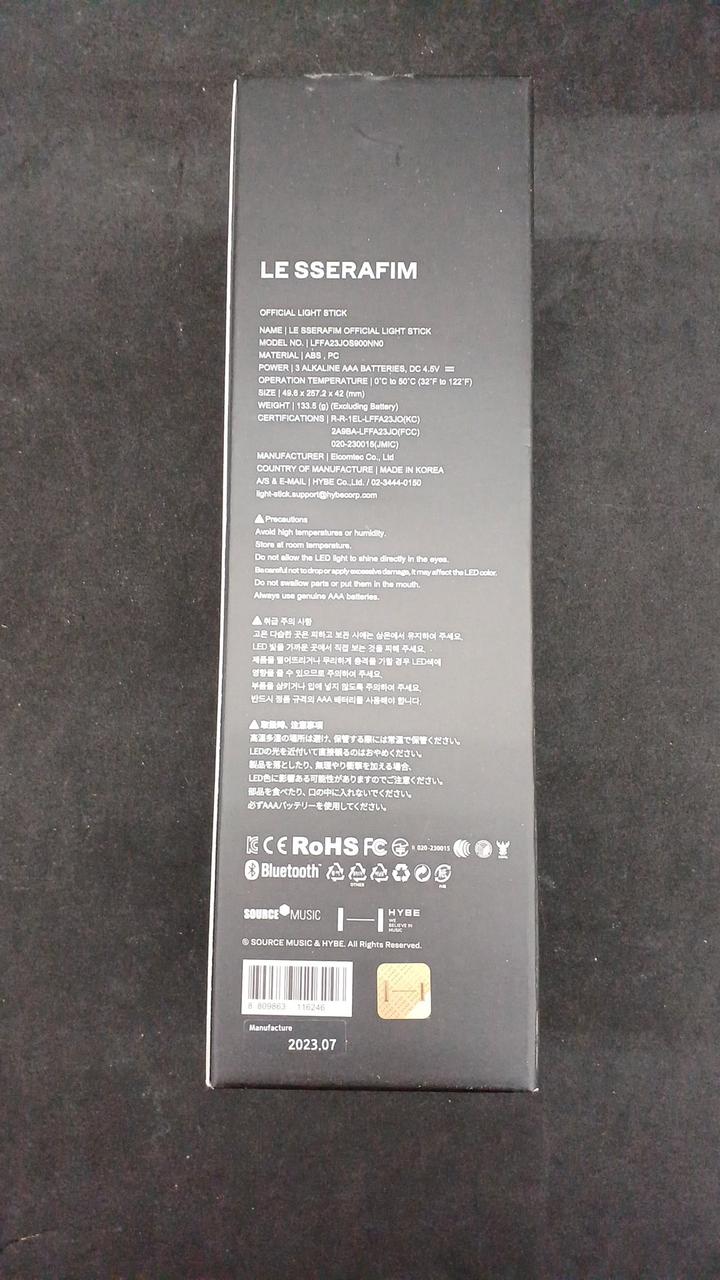 LE SSERAFIM
OFFICIAL LIGHT STICK
NAME | LE SSERAFIM OFFICIAL LIGHT STICK
MODEL NO. | LFFA23JOS900NN0
MATERIAL | ABS , PC
POWER | 3 ALKALINE AAA BATTERIES, DC 4.5V
OPERATION TEMPERATURE | 0°C to 50°C (32°F to 122°F)
SIZE | 49.6 x 257.2 x 42 (mm)
WEIGHT | 133.5 (g) (Excluding Battery)
CERTIFICATIONS | R-R-1EL-LFFA23JO(KC)
2A9BA-LFFA23JO(FCC)
020-230015(JMIC)
MANUFACTURER | Elcomtec Co., Ltd
COUNTRY OF MANUFACTURE | MADE IN KOREA
A/S & E-MAIL | HYBE Co.,Ltd. / 02-3444-0150
light-stick.support@hybecorp.com
Precautions
Avoid high temperatures or humidity.
Store at room temperature.
Do not allow the LED light to shine directly in the eyes.
Be careful not to drop or apply excessive damage, it may affect the LED color.
Do not swallow parts or put them in the mouth.
Always use genuine AAA batteries.
취급 주의 사항
고온 다습한 곳은 피하고 보관 시에는 상온에서 유지하여 주세요.
LED 빛을 가까운 곳에서 직접 보는 것을 피해 주세요.
제품을 떨어뜨리거나 무리하게 충격을 가할 경우 LED색에
영향을 줄 수 있으므로 주의하여 주세요.
부품을 삼키거나 입에 넣지 않도록 주의하여 주세요.
반드시 정품 규격의 AAA 배터리를 사용해야 합니다.
取扱時、注意事項
高温多湿の場所は避け、保管する際には常温で保管ください。
LEDの光を近付いて直接観るのはおやめください。
製品を落としたり、無理やり衝撃を加える場合、
LED色に影響ある可能性がありますのでご注意ください。
部品を食べたり、口の中に入れないでください。
必ずAAAバッテリーを使用してください。
CE RoHS FC 020-230015
Bluetooth
OTHER
SOURCE MUSIC HYBE
WE
BELIEVE IN
MUSIC
© SOURCE MUSIC & HYBE. All Rights Reserved.
8 809863 116246
Manufacture
2023.07